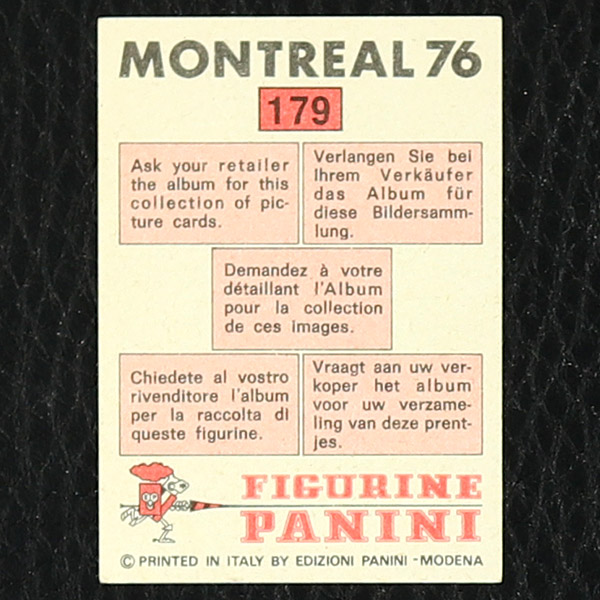 MONTREAL 76
179
Ask your retailer
the album for this
collection of pic-
ture cards.
Verlangen Sie bei
Ihrem Verkäufer
das Album für
diese Bildersamm-
lung.
Demandez à votre
détaillant l'Album
pour la collection
de ces images.
Chiedete al vostro
rivenditore l'album
per la raccolta di
queste figurine.
Vraagt aan uw ver-
koper het album
voor uw verzame-
ling van deze prent-
jes.
FIGURINE
PANINI
© PRINTED IN ITALY BY EDIZIONI PANINI - MODENA